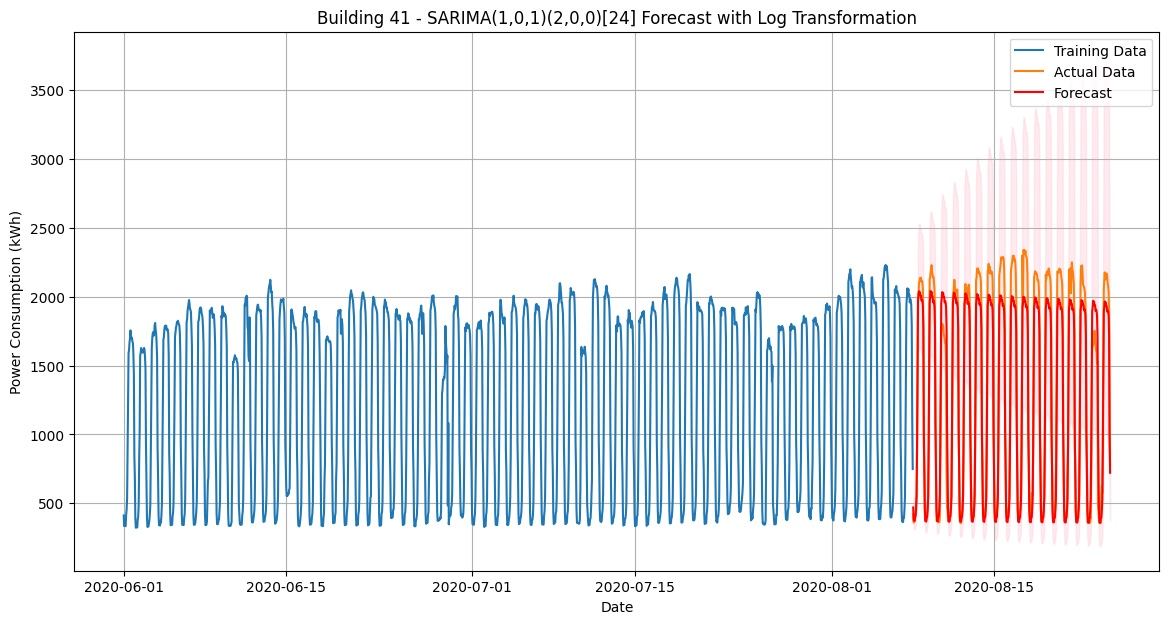 Building 41 - SARIMA(1,0,1)(2,0,0)[24] Forecast with Log Transformation
Training Data
Actual Data
Forecast
3500
3000
2500
2000
1500
1000
500
Power Consumption (kWh)
2020-06-01
2020-06-15
2020-07-01
2020-07-15
2020-08-01
2020-08-15
Date